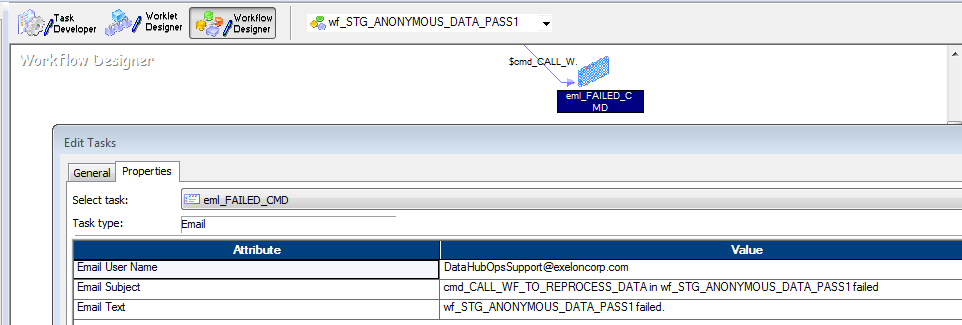 Task Developer
Worklet Designer
Workflow Designer
wf_STG_ANONYMOUS_DATA_PASS1
Workflow Designer
$cmd_CALL_W.
eml_FAILED_C
MD
Edit Tasks
General
Properties
Select task:
eml_FAILED_CMD
Task type:
Email
Attribute
Value
Email User Name
DataHubOpsSupport@exeloncorp.com
Email Subject
cmd_CALL_WF_TO_REPROCESS_DATA in wf_STG_ANONYMOUS_DATA_PASS1 failed
Email Text
wf_STG_ANONYMOUS_DATA_PASS1 failed.